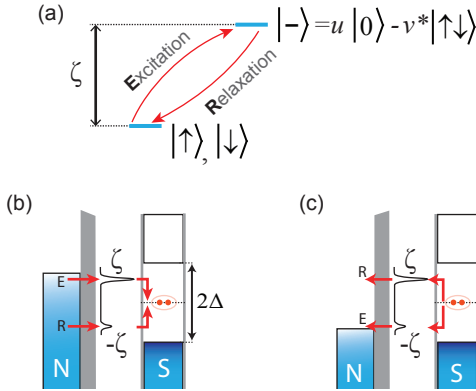 (a)
|−⟩ = u |0⟩ - v*|↑↓⟩
Excitation
Relaxation
ζ
|↑⟩, |↓⟩
(b)
(c)
ζ
E
R
-ζ
2Δ
N
S
ζ
R
E
-ζ
N
S